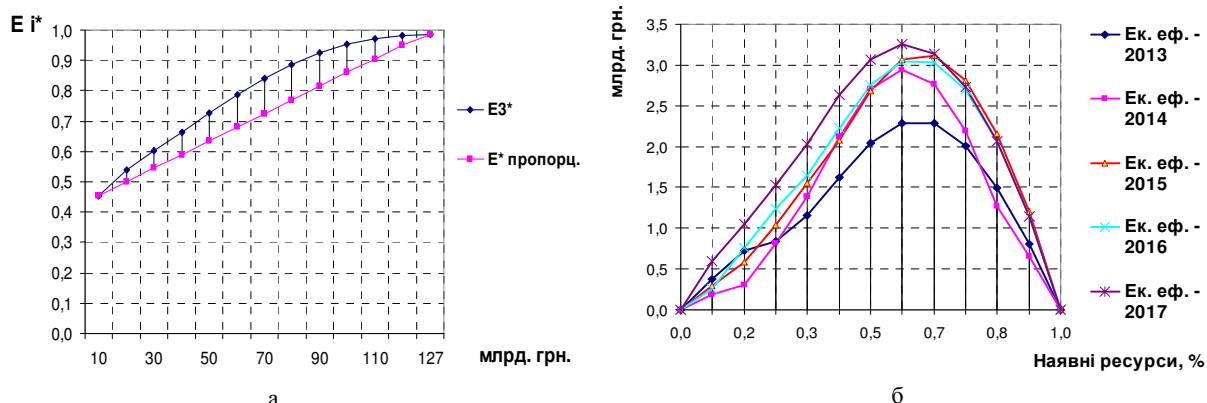 E i*
1,0
0,9
0,8
0,7
0,6
0,5
0,4
0,3
0,2
0,1
0,0
10 30 50 70 90 110 127
млрд. грн.
E3*
E* пропорц.
а
млрд. грн.
3,5
3,0
2,5
2,0
1,5
1,0
0,5
0,0
0,0 0,2 0,3 0,5 0,7 0,8 1,0
Наявні ресурси, %
Ек. еф. -
2013
Ек. еф. -
2014
Ек. еф. -
2015
Ек. еф. -
2016
Ек. еф. -
2017
б